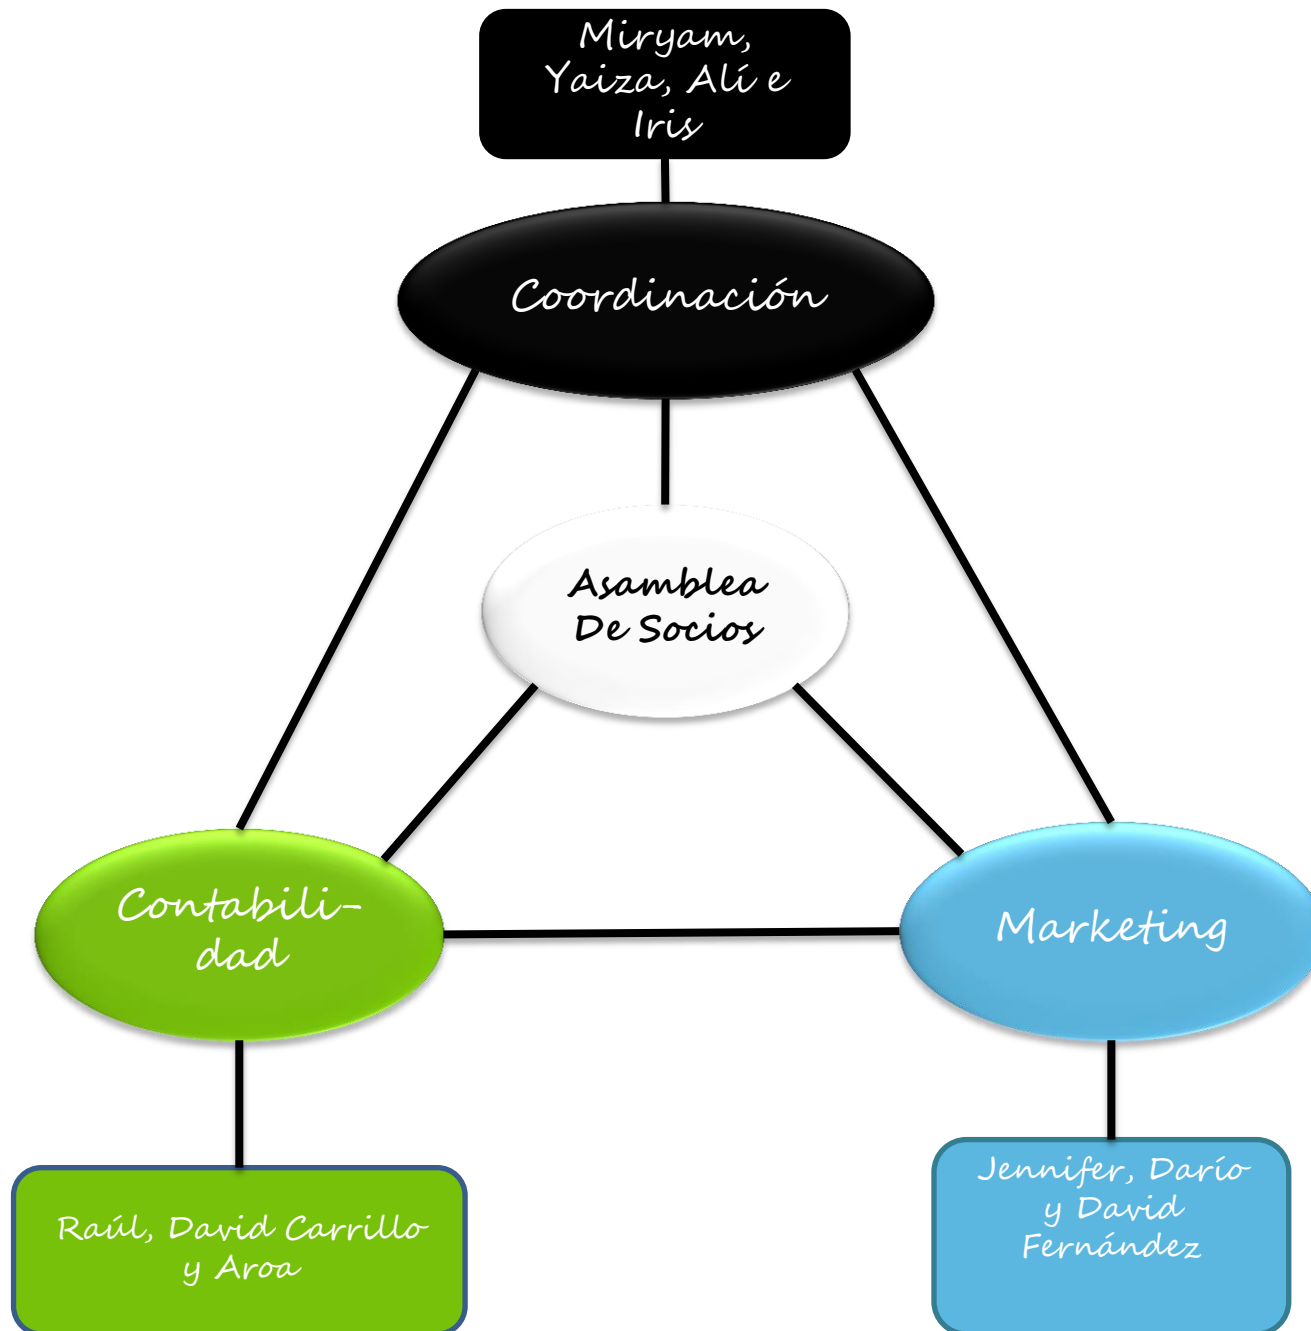 Miryam,
Yaiza, Alí e
Iris
Coordinación
Asamblea
De Socios
Contabili-
dad
Marketing
Raúl, David Carrillo
y Aroa
Jennifer, Darío
y David
Fernández